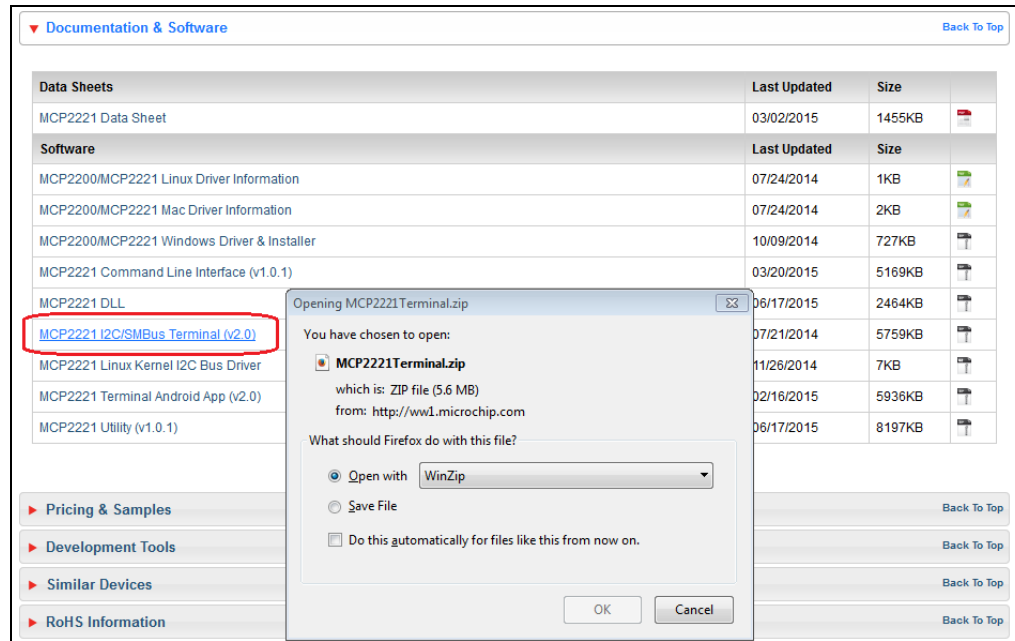 Documentation & Software Back To Top
Data Sheets Last Updated Size
MCP2221 Data Sheet 03/02/2015 1455KB
Software Last Updated Size
MCP2200/MCP2221 Linux Driver Information 07/24/2014 1KB
MCP2200/MCP2221 Mac Driver Information 07/24/2014 2KB
MCP2200/MCP2221 Windows Driver & Installer 10/09/2014 727KB
MCP2221 Command Line Interface (v1.0.1) 03/20/2015 5169KB
MCP2221 DLL 06/17/2015 2464KB
MCP2221 I2C/SMBus Terminal (v2.0) 07/21/2014 5759KB
MCP2221 Linux Kernel I2C Bus Driver 11/26/2014 7KB
MCP2221 Terminal Android App (v2.0) 02/16/2015 5936KB
MCP2221 Utility (v1.0.1) 06/17/2015 8197KB
Opening MCP2221Terminal.zip
You have chosen to open:
MCP2221Terminal.zip
which is: ZIP file (5.6 MB)
from: http://ww1.microchip.com
What should Firefox do with this file?
Open with WinZip
Save File
Do this automatically for files like this from now on.
OK Cancel
Pricing & Samples Back To Top
Development Tools Back To Top
Similar Devices Back To Top
RoHS Information Back To Top